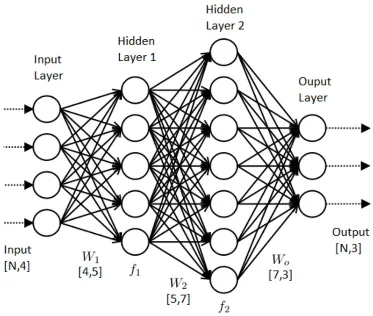 Hidden
Layer 2
Hidden
Layer 1
Input
Layer
Ouput
Layer
Input
[N,4]
W1
[4,5]
f1
W2
[5,7]
f2
Wo
[7,3]
Output
[N,3]